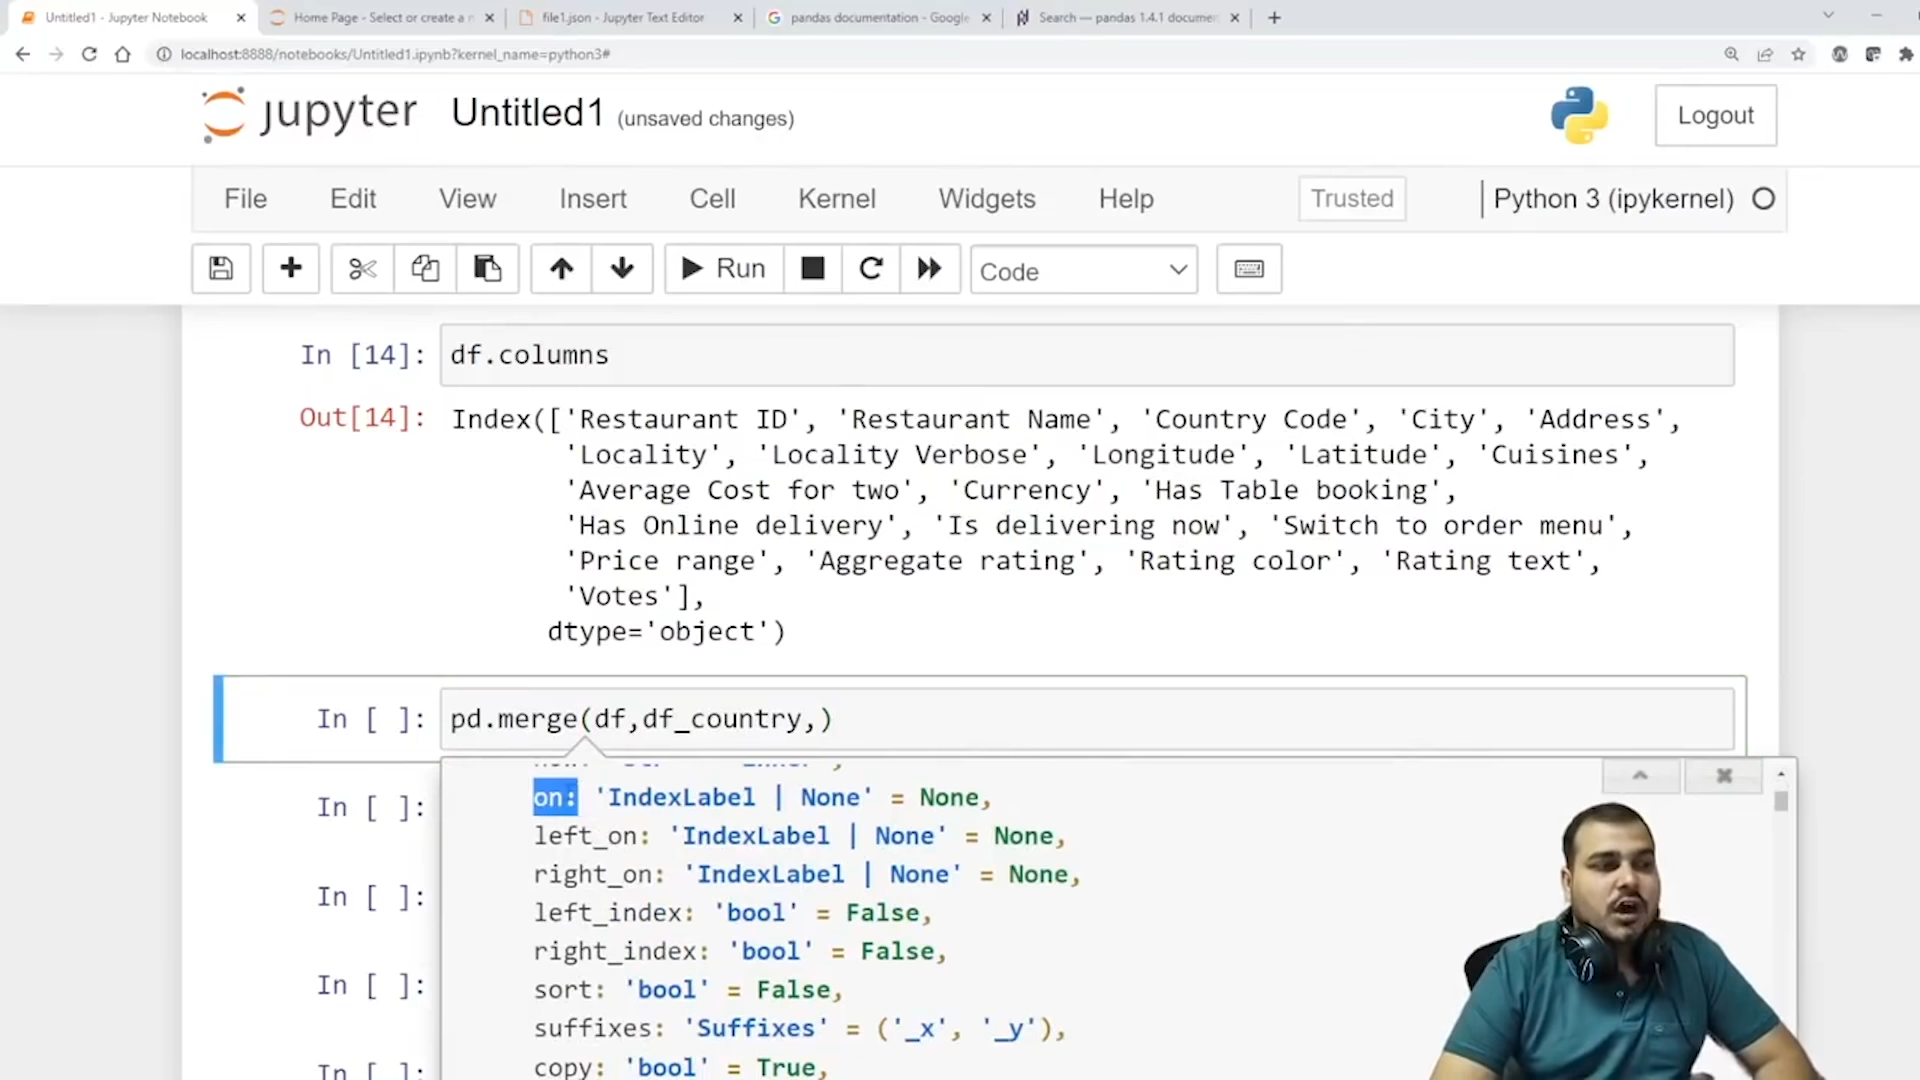 Untitled1 - Jupyter Notebook
Home Page - Select or create a n
file1.json - Jupyter Text Editor
pandas documentation - Google
Search — pandas 1.4.1 documen
localhost:8888/notebooks/Untitled1.ipynb?kernel_name=python3#
jupyter Untitled1 (unsaved changes)
Logout
File Edit View Insert Cell Kernel Widgets Help
Trusted
Python 3 (ipykernel)
Run
Code
In [14]: df.columns
Out[14]: Index(['Restaurant ID', 'Restaurant Name', 'Country Code', 'City', 'Address',
'Locality', 'Locality Verbose', 'Longitude', 'Latitude', 'Cuisines',
'Average Cost for two', 'Currency', 'Has Table booking',
'Has Online delivery', 'Is delivering now', 'Switch to order menu',
'Price range', 'Aggregate rating', 'Rating color', 'Rating text',
'Votes'],
dtype='object')
In [ ]: pd.merge(df,df_country,)
on: 'IndexLabel | None' = None,
In [ ]:
left_on: 'IndexLabel | None' = None,
right_on: 'IndexLabel | None' = None,
In [ ]:
left_index: 'bool' = False,
right_index: 'bool' = False,
In [ ]:
sort: 'bool' = False,
suffixes: 'Suffixes' = ('_x', '_y'),
In [ ]:
copy: 'bool' = True,